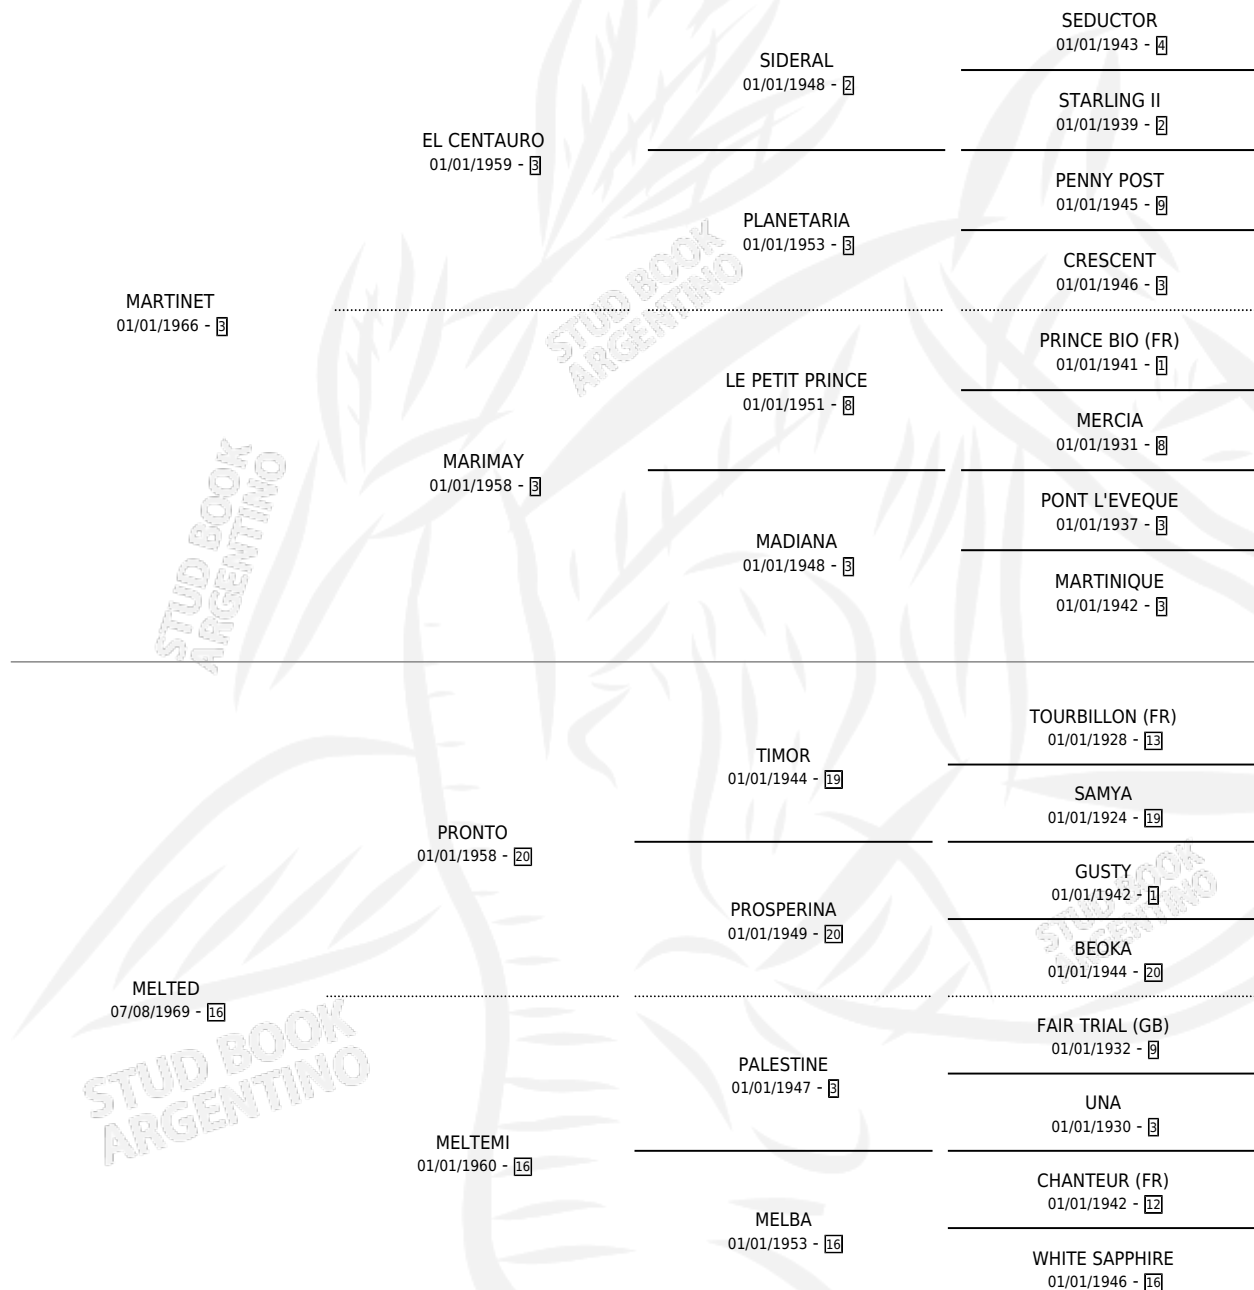 SEDUCTOR
01/01/1943 - 4
SIDERAL
01/01/1948 - 2
STARLING II
01/01/1939 - 2
EL CENTAURO
01/01/1959 - 3
PENNY POST
01/01/1945 - 9
PLANETARIA
01/01/1953 - 3
CRESCENT
01/01/1946 - 3
MARTINET
01/01/1966 - 3
PRINCE BIO (FR)
01/01/1941 - 1
LE PETIT PRINCE
01/01/1951 - 8
MERCIA
01/01/1931 - 8
MARIMAY
01/01/1958 - 3
PONT L'EVEQUE
01/01/1937 - 3
MADIANA
01/01/1948 - 3
MARTINIQUE
01/01/1942 - 3
STUD BOOK
ARGENTINO
STUD BOOK
ARGENTINO
TOURBILLON (FR)
01/01/1928 - 13
TIMOR
01/01/1944 - 19
SAMYA
01/01/1924 - 19
PRONTO
01/01/1958 - 20
GUSTY
01/01/1942 - 1
PROSPERINA
01/01/1949 - 20
BEOKA
01/01/1944 - 20
MELTED
07/08/1969 - 16
FAIR TRIAL (GB)
01/01/1932 - 9
PALESTINE
01/01/1947 - 3
UNA
01/01/1930 - 3
MELTEMI
01/01/1960 - 16
CHANTEUR (FR)
01/01/1942 - 12
MELBA
01/01/1953 - 16
WHITE SAPPHIRE
01/01/1946 - 16
STUD BOOK
ARGENTINO
STUD BOOK
ARGENTINO